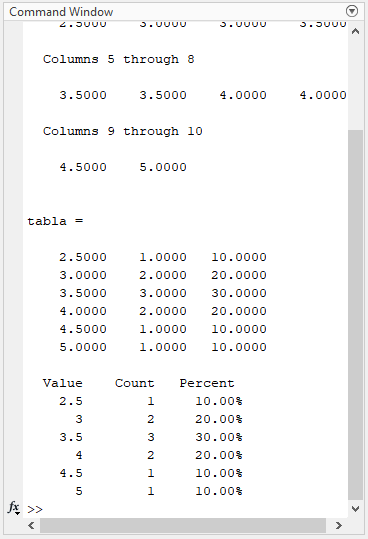 Command Window
2.5000 3.0000 3.0000 3.5000
Columns 5 through 8
3.5000 3.5000 4.0000 4.0000
Columns 9 through 10
4.5000 5.0000
tabla =
2.5000 1.0000 10.0000
3.0000 2.0000 20.0000
3.5000 3.0000 30.0000
4.0000 2.0000 20.0000
4.5000 1.0000 10.0000
5.0000 1.0000 10.0000
Value Count Percent
2.5 1 10.00%
3 2 20.00%
3.5 3 30.00%
4 2 20.00%
4.5 1 10.00%
5 1 10.00%
fx >>